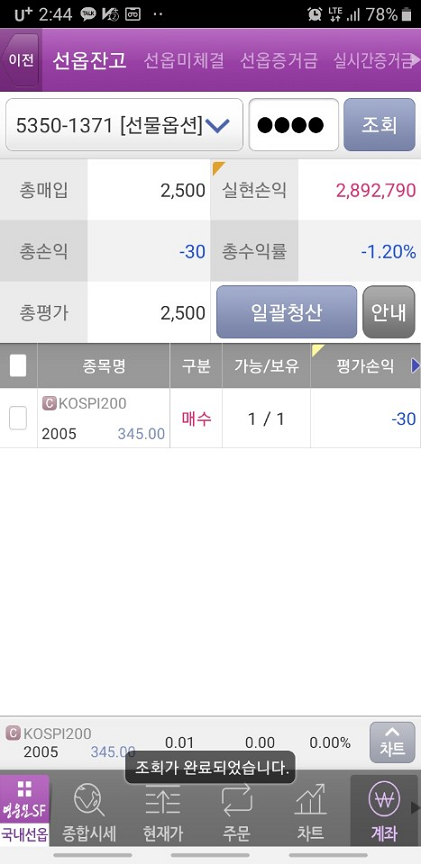 U+ 2:44 TALK LTE 78%
이전 선옵잔고 선옵미체결 선옵증거금 실시간증거금
5350-1371 [선물옵션] ●●●● 조회
총매입 2,500 실현손익 2,892,790
총손익 -30 총수익률 -1.20%
총평가 2,500 일괄청산 안내
종목명 구분 가능/보유 평가손익
C KOSPI200
2005 345.00 매수 1 / 1 -30
C KOSPI200
2005 345.00 0.01 0.00 0.00% 차트
조회가 완료되었습니다.
영웅문SF
국내선옵 종합시세 현재가 주문 차트 계좌